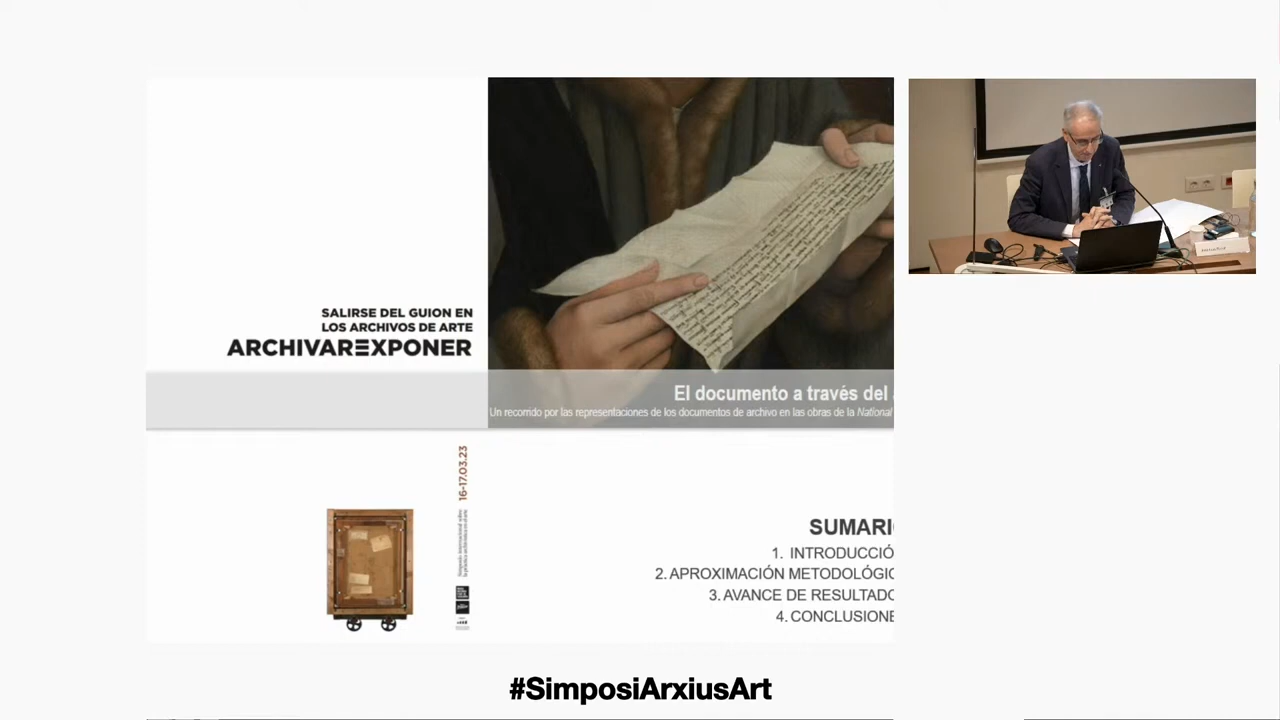 SALIRSE DEL GUION EN
LOS ARCHIVOS DE ARTE
ARCHIVAREXPONER
El documento a través del
Un recorrido por las representaciones de los documentos de archivo en las obras de la National
16-17.03.23
SUMARI
1. INTRODUCCIÓ
2. APROXIMACIÓN METODOLÓGIC
3. AVANCE DE RESULTADO
4. CONCLUSIONE
#SimposiArxiusArt